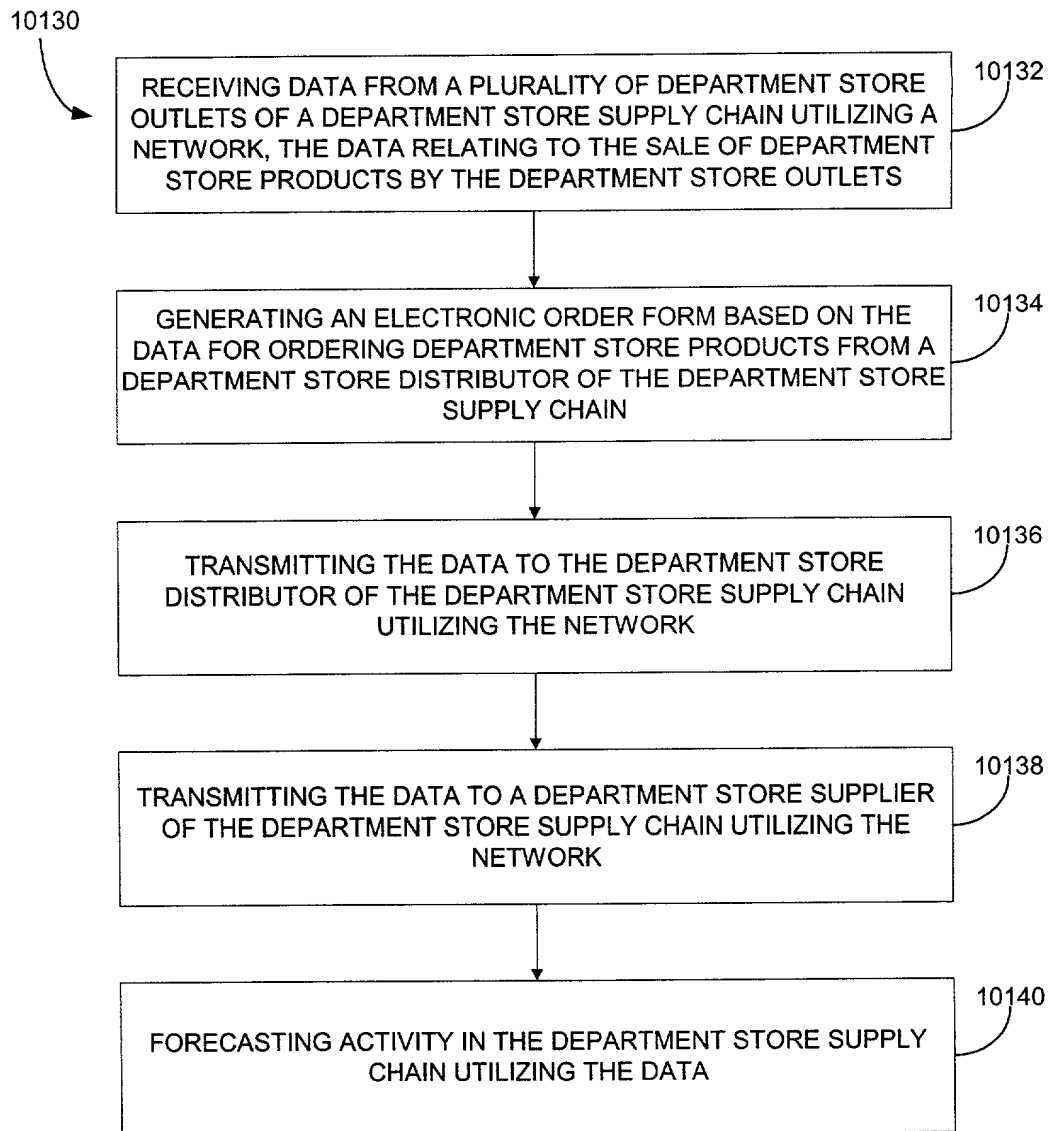 10130
10132
RECEIVING DATA FROM A PLURALITY OF DEPARTMENT STORE
OUTLETS OF A DEPARTMENT STORE SUPPLY CHAIN UTILIZING A
NETWORK, THE DATA RELATING TO THE SALE OF DEPARTMENT
STORE PRODUCTS BY THE DEPARTMENT STORE OUTLETS
10134
GENERATING AN ELECTRONIC ORDER FORM BASED ON THE
DATA FOR ORDERING DEPARTMENT STORE PRODUCTS FROM A
DEPARTMENT STORE DISTRIBUTOR OF THE DEPARTMENT STORE
SUPPLY CHAIN
10136
TRANSMITTING THE DATA TO THE DEPARTMENT STORE
DISTRIBUTOR OF THE DEPARTMENT STORE SUPPLY CHAIN
UTILIZING THE NETWORK
10138
TRANSMITTING THE DATA TO A DEPARTMENT STORE SUPPLIER
OF THE DEPARTMENT STORE SUPPLY CHAIN UTILIZING THE
NETWORK
10140
FORECASTING ACTIVITY IN THE DEPARTMENT STORE SUPPLY
CHAIN UTILIZING THE DATA